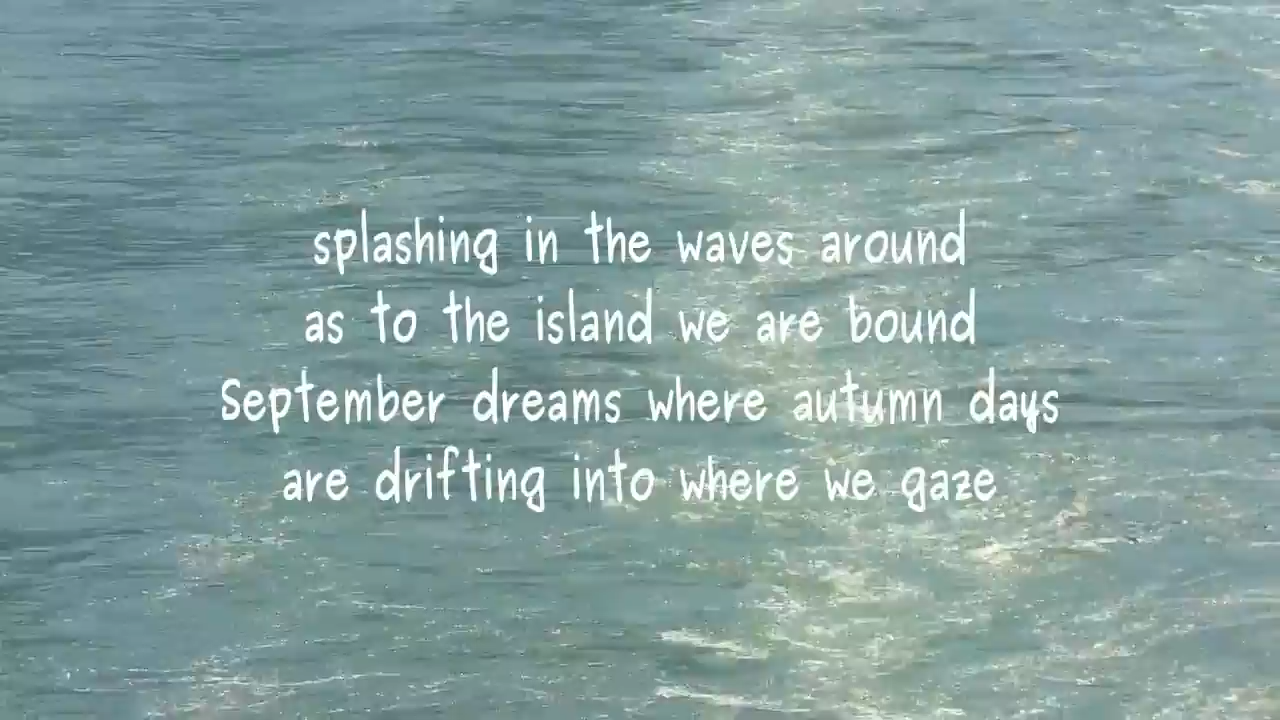 splashing in the waves around
as to the island we are bound
September dreams where autumn days
are drifting into where we gaze